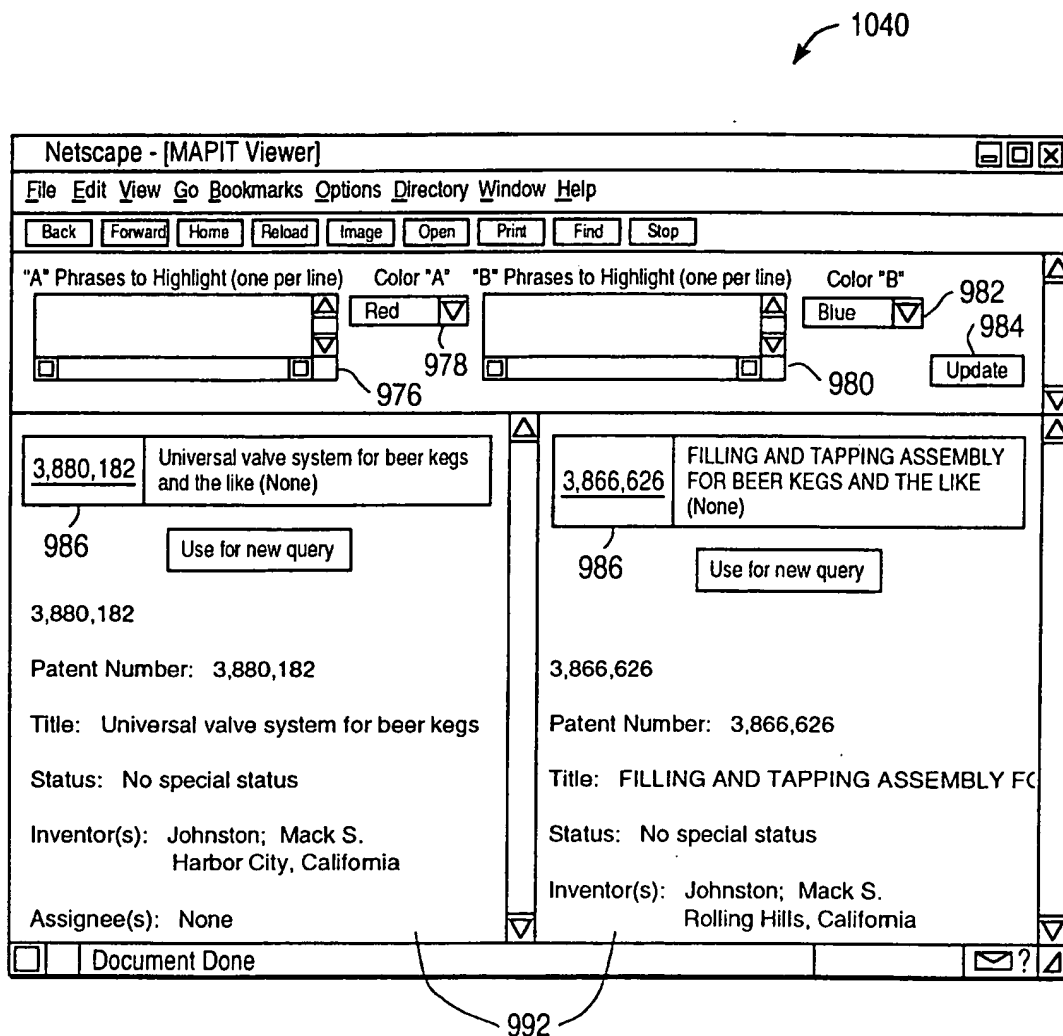 1040
Netscape - [MAPIT Viewer]
File Edit View Go Bookmarks Options Directory Window Help
Back Forward Home Reload Image Open Print Find Stop
"A" Phrases to Highlight (one per line) Color "A" "B" Phrases to Highlight (one per line) Color "B"
Red Blue 982
978 984
976 980 Update
3,880,182 Universal valve system for beer kegs
and the like (None)
986 Use for new query
3,880,182
Patent Number: 3,880,182
Title: Universal valve system for beer kegs
Status: No special status
Inventor(s): Johnston; Mack S.
Harbor City, California
Assignee(s): None
3,866,626 FILLING AND TAPPING ASSEMBLY
FOR BEER KEGS AND THE LIKE
(None)
986 Use for new query
3,866,626
Patent Number: 3,866,626
Title: FILLING AND TAPPING ASSEMBLY FO
Status: No special status
Inventor(s): Johnston; Mack S.
Rolling Hills, California
Document Done ?
992